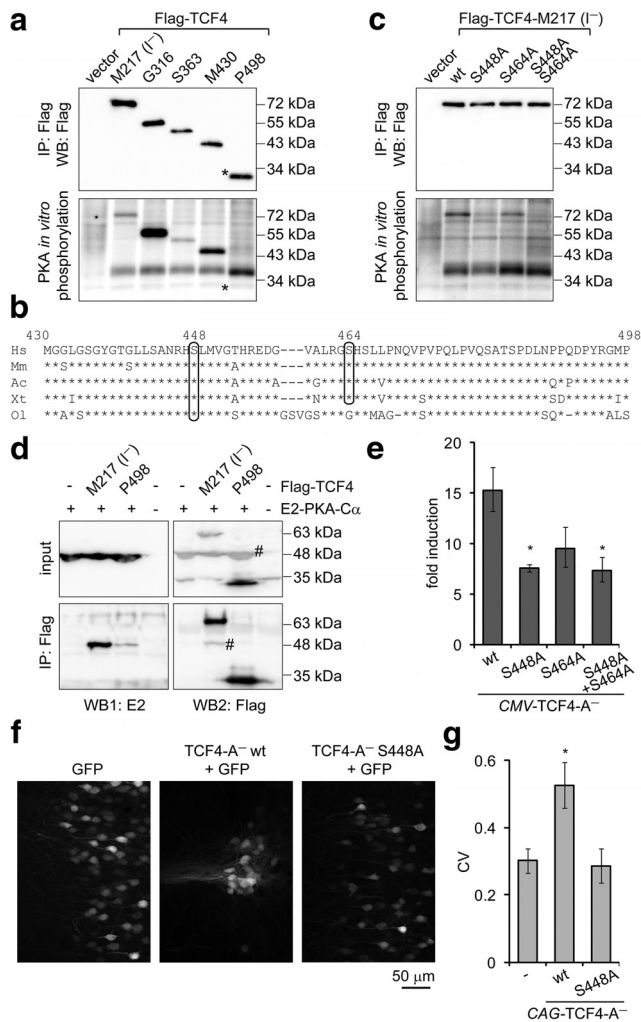 a
Flag-TCF4
vector
M217 (I⁻)
G316
S363
M430
P498
IP: Flag
WB: Flag
72 kDa
55 kDa
43 kDa
34 kDa
*
PKA in vitro
phosphorylation
72 kDa
55 kDa
43 kDa
34 kDa
*
c
Flag-TCF4-M217 (I⁻)
vector
wt
S448A
S464A
S448A
S464A
IP: Flag
WB: Flag
72 kDa
55 kDa
43 kDa
34 kDa
PKA in vitro
phosphorylation
72 kDa
55 kDa
43 kDa
34 kDa
b
430 448 464 498
Hs MGGLGSGYGTGLLSANRHSLMVGTHREDG---VALRGSHSLLPNQVPVPQLPVQSATSPDLNPPQDPYRGMP
Mm
Ac
Xt
Ol
d
- M217 (I⁻) P498 - - M217 (I⁻) P498 - Flag-TCF4
+ + + - + + + - E2-PKA-Cα
input
63 kDa
# 48 kDa
35 kDa
IP: Flag
63 kDa
# 48 kDa
35 kDa
WB1: E2 WB2: Flag
e
fold induction
20
15
10
5
0
* *
wt S448A S464A S448A
+S464A
CMV-TCF4-A⁻
f
GFP
TCF4-A⁻ wt
+ GFP
TCF4-A⁻ S448A
+ GFP
50 μm
g
CV
0.6
0.4
0.2
0
*
- wt S448A
CAG-TCF4-A⁻